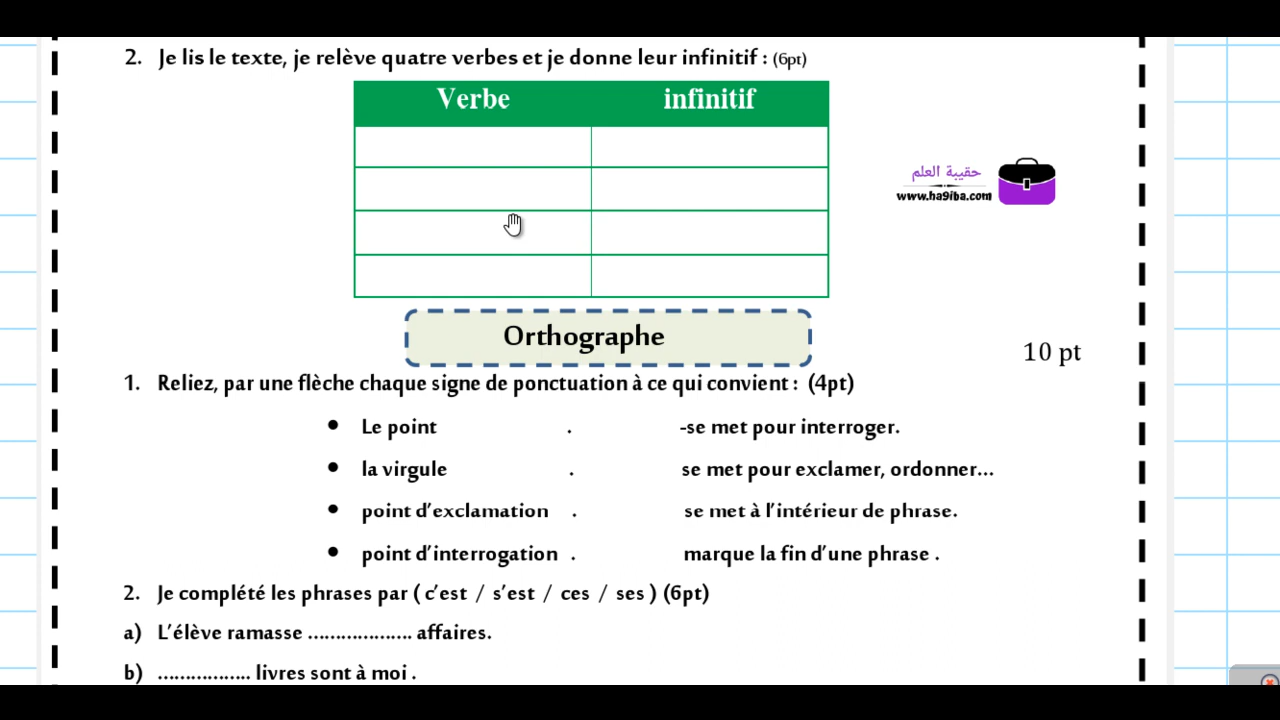 2. Je lis le texte, je relève quatre verbes et je donne leur infinitif : (6pt)
Verbe infinitif
حقيبة العلم
www.ha9iba.com
Orthographe
10 pt
1. Reliez, par une flèche chaque signe de ponctuation à ce qui convient : (4pt)
• Le point . -se met pour interroger.
• la virgule . se met pour exclamer, ordonner...
• point d'exclamation . se met à l'intérieur de phrase.
• point d'interrogation . marque la fin d'une phrase .
2. Je complété les phrases par ( c'est / s'est / ces / ses ) (6pt)
a) L'élève ramasse ................... affaires.
b) ................. livres sont à moi .